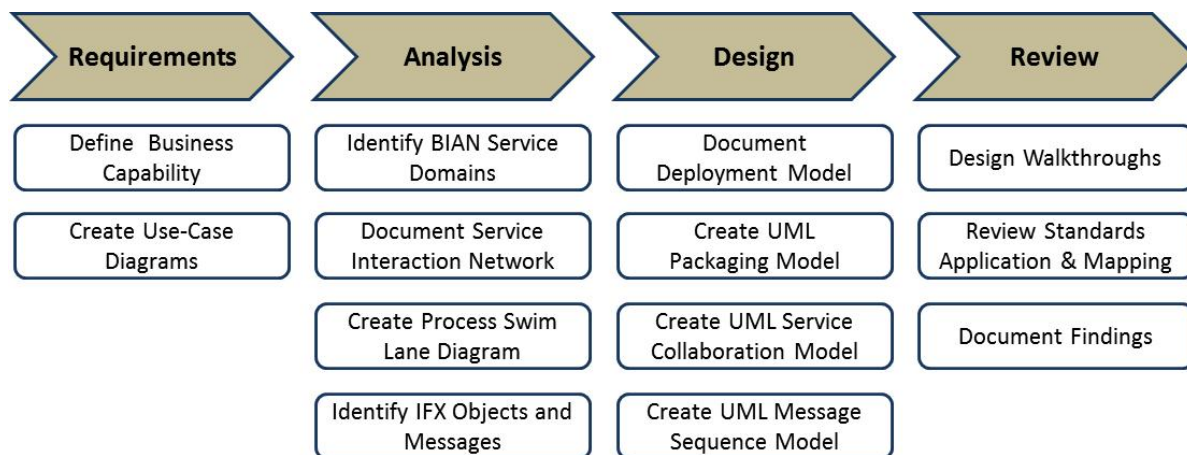 Requirements
Analysis
Design
Review
Define Business
Capability
Create Use-Case
Diagrams
Identify BIAN Service
Domains
Document Service
Interaction Network
Create Process Swim
Lane Diagram
Identify IFX Objects and
Messages
Document
Deployment Model
Create UML
Packaging Model
Create UML Service
Collaboration Model
Create UML Message
Sequence Model
Design Walkthroughs
Review Standards
Application & Mapping
Document Findings